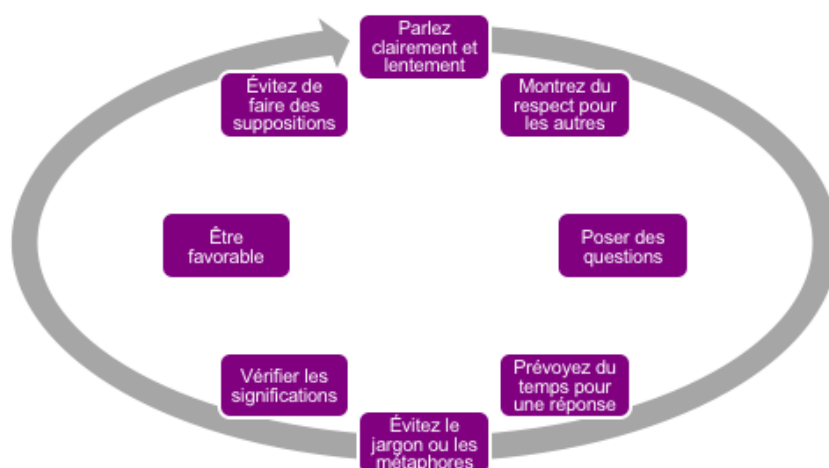 Parlez
clairement et
lentement
Montrez du
respect pour
les autres
Poser des
questions
Prévoyez du
temps pour
une réponse
Évitez le
jargon ou les
métaphores
Vérifier les
significations
Être
favorable
Évitez de
faire des
suppositions